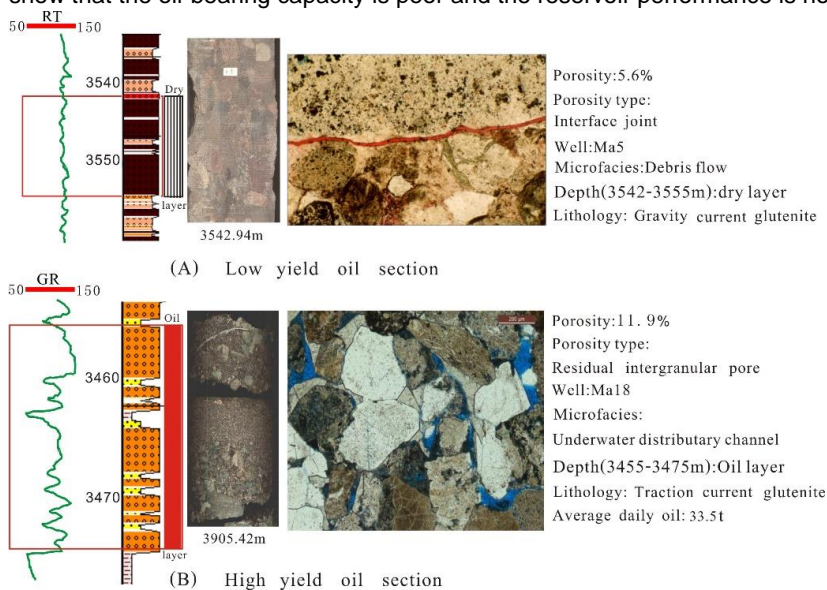 show that the oil bearing capacity is poor and the reservoir performance is
RT
50 150
3540
3550
Dry
layer
3542.94m
Porosity:5.6%
Porosity type:
Interface joint
Well:Ma5
Microfacies:Debris flow
Depth(3542-3555m):dry layer
Lithology: Gravity current glutenite
(A) Low yield oil section
GR
50 150
3460
3470
Oil
layer
3905.42m
200 μm
Porosity:11.9%
Porosity type:
Residual intergranular pore
Well:Ma18
Microfacies:
Underwater distributary channel
Depth(3455-3475m):Oil layer
Lithology: Traction current glutenite
Average daily oil:33.5t
(B) High yield oil section